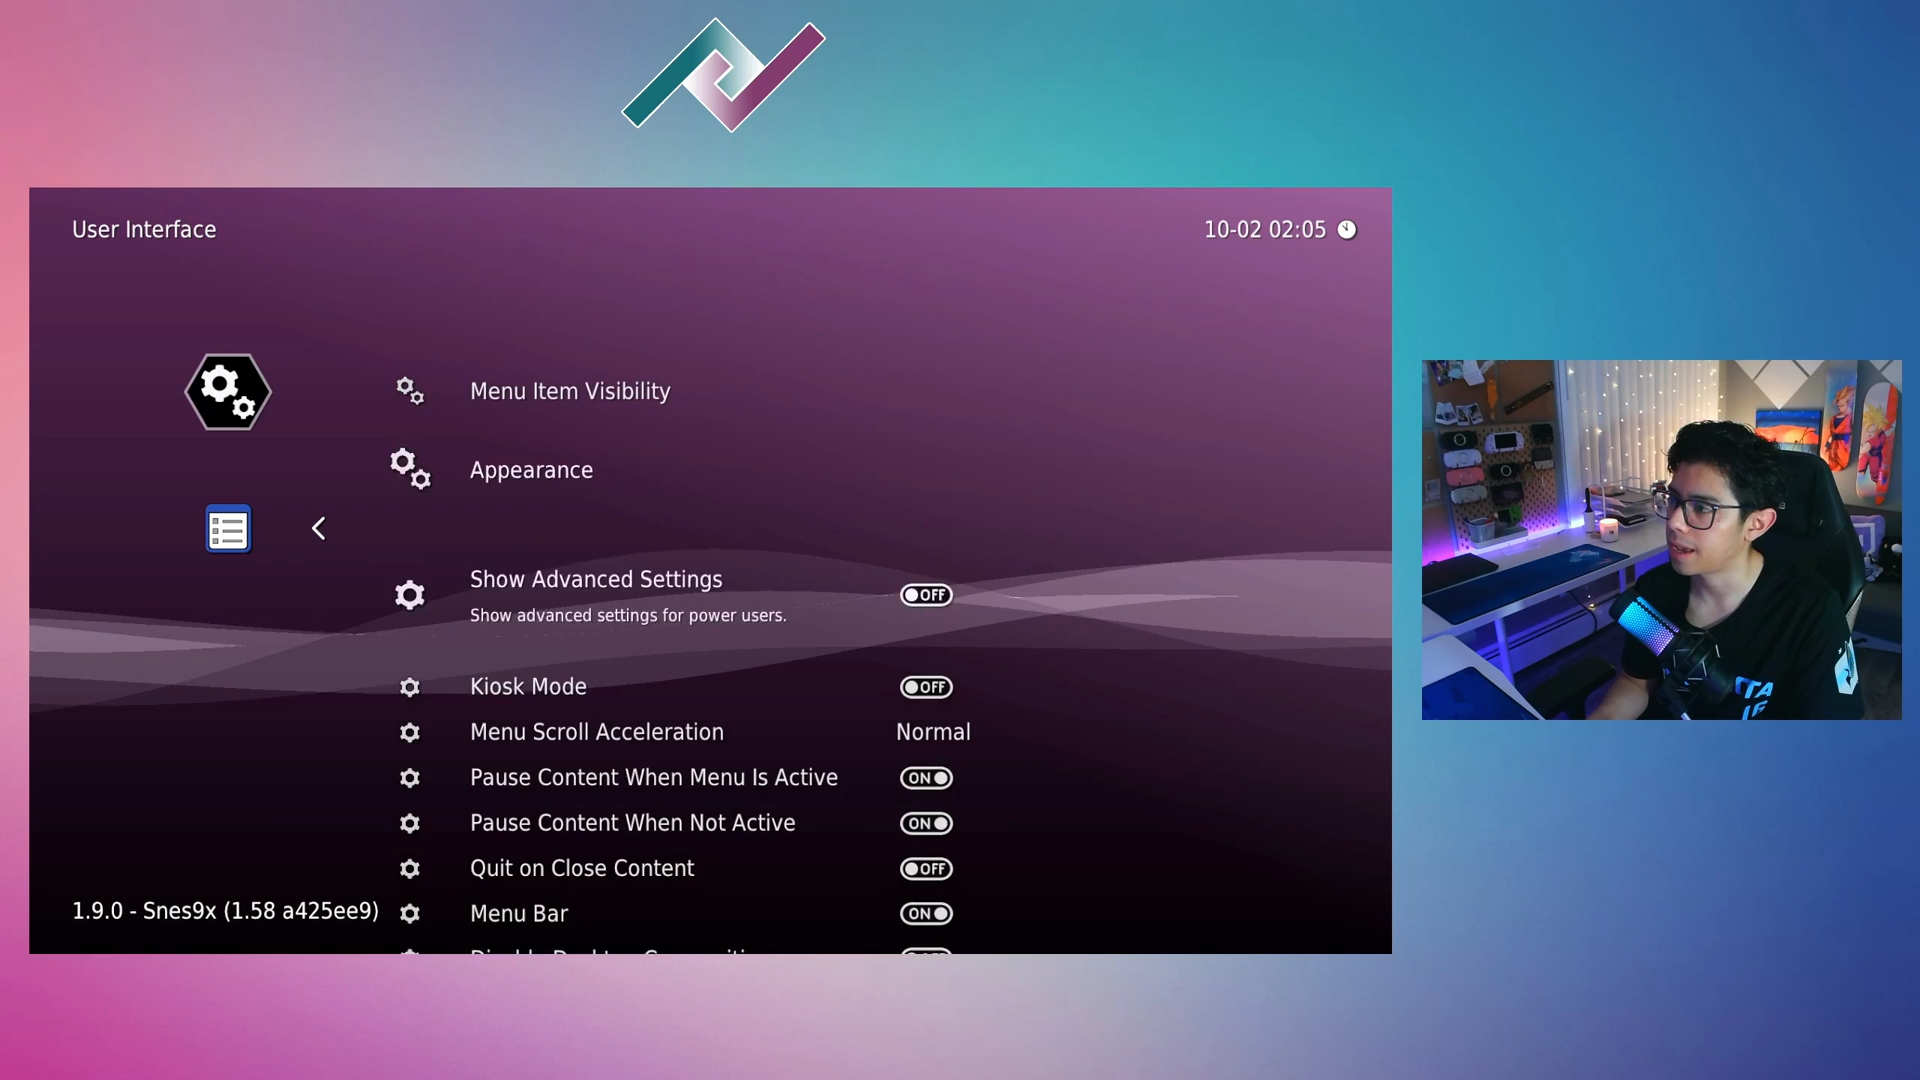 User Interface
10-02 02:05
Menu Item Visibility
Appearance
Show Advanced Settings
OFF
Show advanced settings for power users.
Kiosk Mode
OFF
Menu Scroll Acceleration
Normal
Pause Content When Menu Is Active
ON
Pause Content When Not Active
ON
Quit on Close Content
OFF
1.9.0 - Snes9x (1.58 a425ee9)
Menu Bar
ON